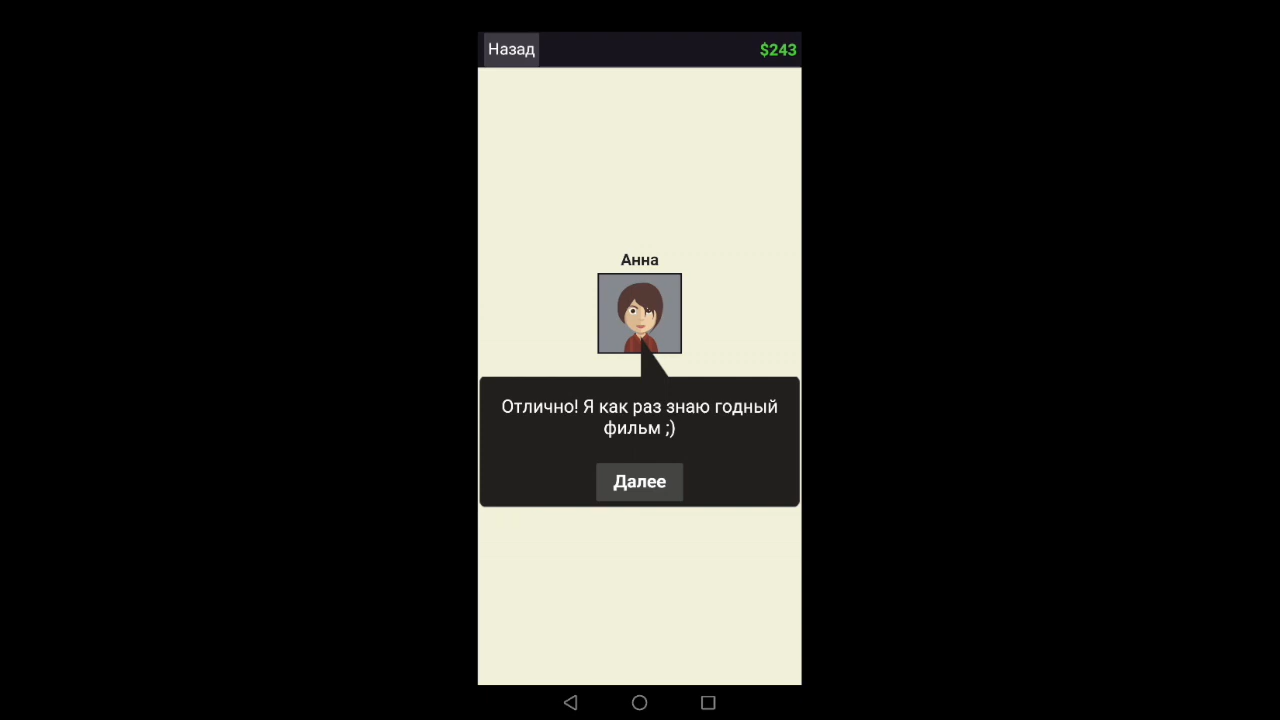 Назад
$243
Анна
Отлично! Я как раз знаю годный
фильм ;)
Далее